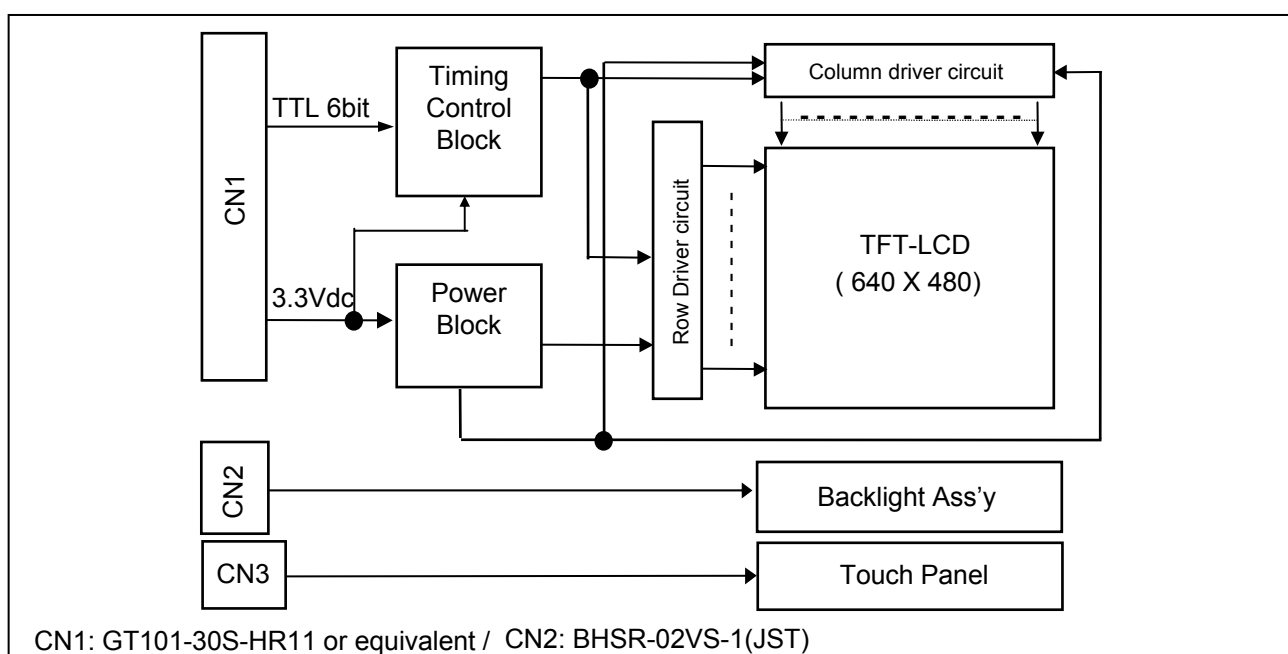 CN1
TTL 6bit
3.3Vdc
Timing
Control
Block
Power
Block
Row Driver circuit
Column driver circuit
TFT-LCD
( 640 X 480)
CN2
Backlight Ass’y
CN3
Touch Panel
CN1: GT101-30S-HR11 or equivalent / CN2: BHSR-02VS-1(JST)